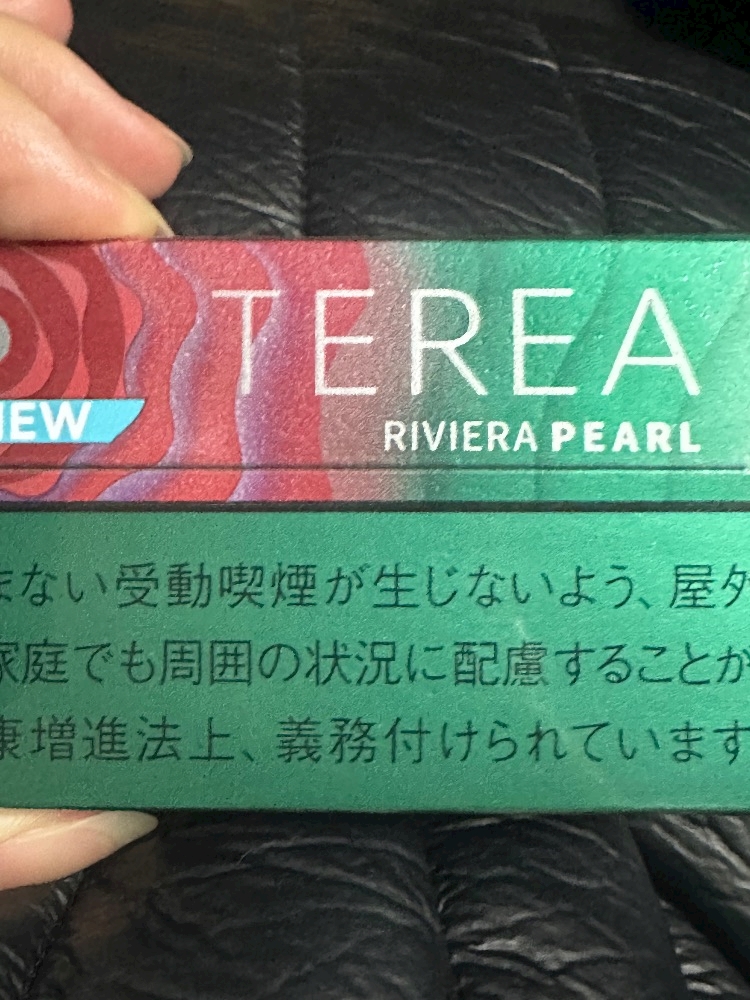 TEREA
NEW
RIVIERA PEARL
まない受動喫煙が生じないよう、屋外
家庭でも周囲の状況に配慮することが
康増進法上、義務付けられています